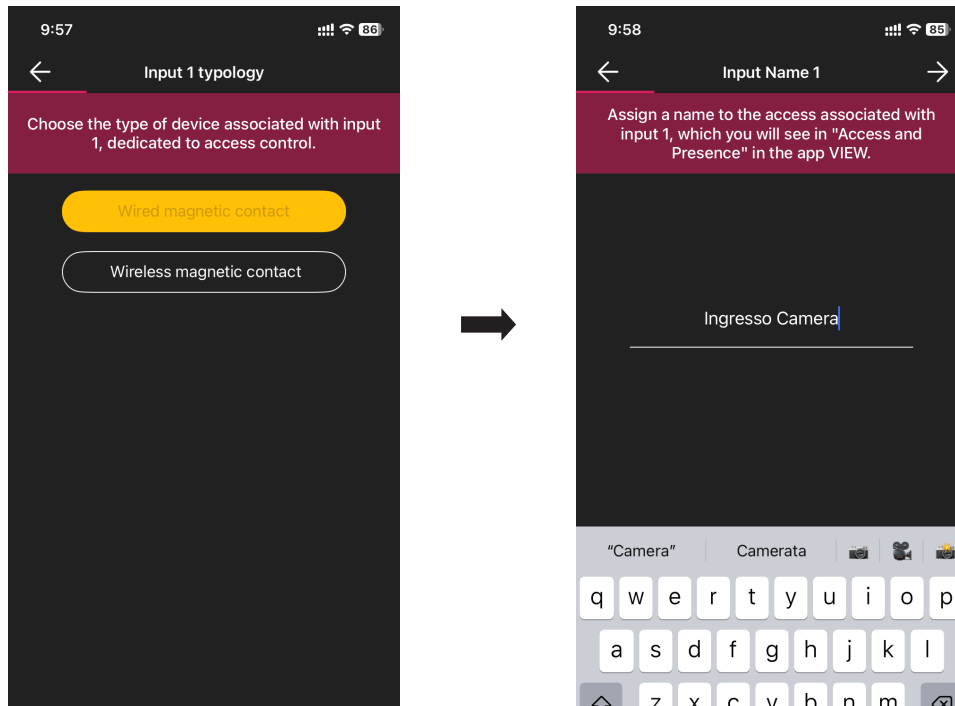 9:57
86
Input 1 typology
Choose the type of device associated with input
1, dedicated to access control.
Wired magnetic contact
Wireless magnetic contact
9:58
85
Input Name 1
Assign a name to the access associated with
input 1, which you will see in "Access and
Presence" in the app VIEW.
Ingresso Camera
“Camera” Camerata
q w e r t y u i o p
a s d f g h j k l
z x c v b n m